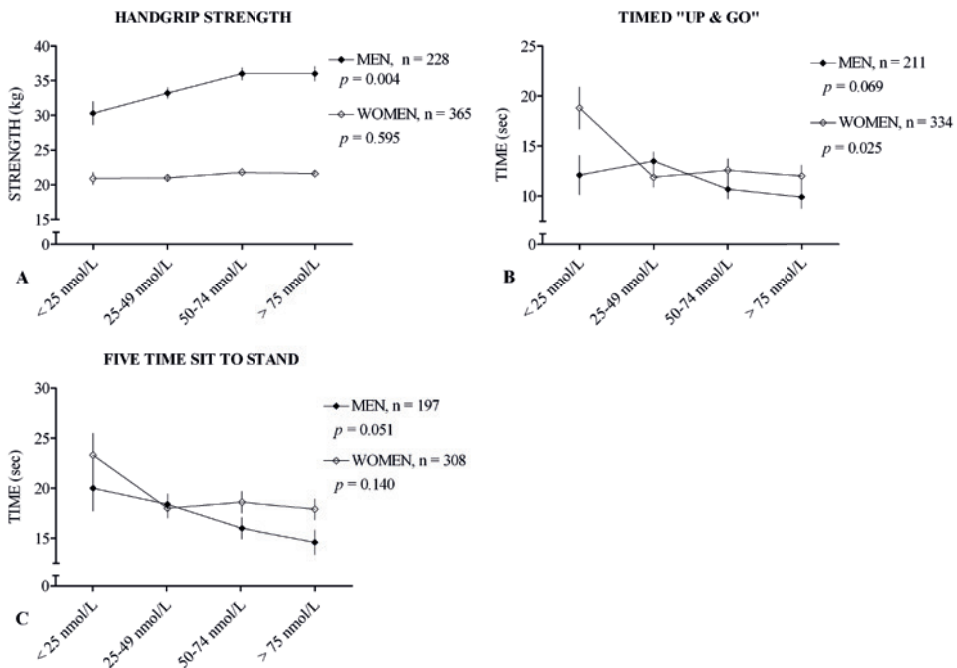 HANDGRIP STRENGTH
STRENGTH (kg)
40
35
30
25
20
15
0
MEN, n = 228
p = 0.004
WOMEN, n = 365
p = 0.595
< 25 nmol/L
25-49 nmol/L
50-74 nmol/L
> 75 nmol/L
A
TIMED "UP & GO"
TIME (sec)
25
20
15
10
0
MEN, n = 211
p = 0.069
WOMEN, n = 334
p = 0.025
< 25 nmol/L
25-49 nmol/L
50-74 nmol/L
> 75 nmol/L
B
FIVE TIME SIT TO STAND
TIME (sec)
30
25
20
15
0
MEN, n = 197
p = 0.051
WOMEN, n = 308
p = 0.140
< 25 nmol/L
25-49 nmol/L
50-74 nmol/L
> 75 nmol/L
C